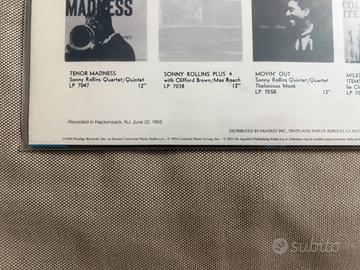 MADNESS
TENOR MADNESS
Sonny Rollins Quartet/Quintet
LP 7047 12"
SONNY ROLLINS PLUS 4
with Clifford Brown/Max Roach
LP 7038 12"
MOVIN' OUT
Sonny Rollins Quartet/
Thelonious Monk
LP 7058 12"
MILES
Recorded in Hackensack, NJ; June 22, 1956.
DISTRIBUTED BY FANTASY INC., TENTH AND PARKER, BERKELEY, CA
subito